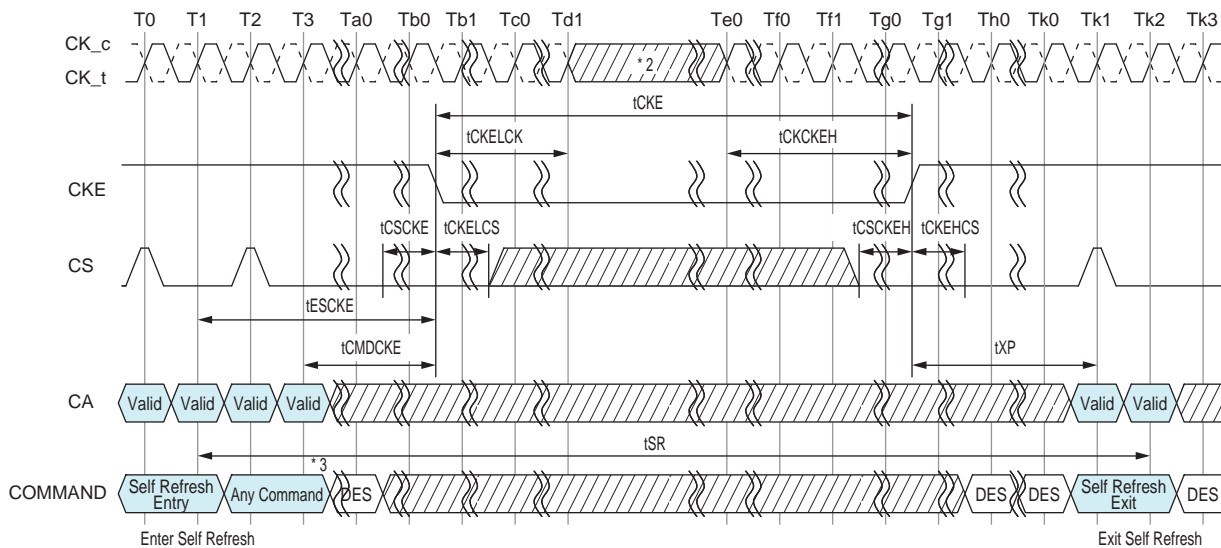 T0 T1 T2 T3 Ta0 Tb0 Tb1 Tc0 Td1 Te0 Tf0 Tf1 Tg0 Tg1 Th0 Tk0 Tk1 Tk2 Tk3
CK_c
CK_t
* 2
tCKE
tCKELCK tCKCKEH
CKE
tCSCKE tCKELCS tCSCKEH tCKEHCS
CS
tESCKE
tCMDCKE tXP
CA Valid Valid Valid Valid Valid Valid
tSR
* 3
COMMAND Self Refresh Entry Any Command DES DES DES Self Refresh Exit DES
Enter Self Refresh Exit Self Refresh